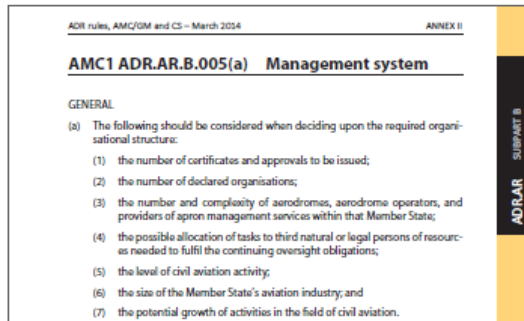 ADR rules, AMC/GM and CS – March 2014 ANNEX II
AMC1 ADR.AR.B.005(a) Management system
GENERAL
(a) The following should be considered when deciding upon the required organi-
sational structure:
(1) the number of certificates and approvals to be issued;
(2) the number of declared organisations;
(3) the number and complexity of aerodromes, aerodrome operators, and
providers of apron management services within that Member State;
(4) the possible allocation of tasks to third natural or legal persons of resourc-
es needed to fulfil the continuing oversight obligations;
(5) the level of civil aviation activity;
(6) the size of the Member State's aviation industry; and
(7) the potential growth of activities in the field of civil aviation.
ADR.AR SUBPART B